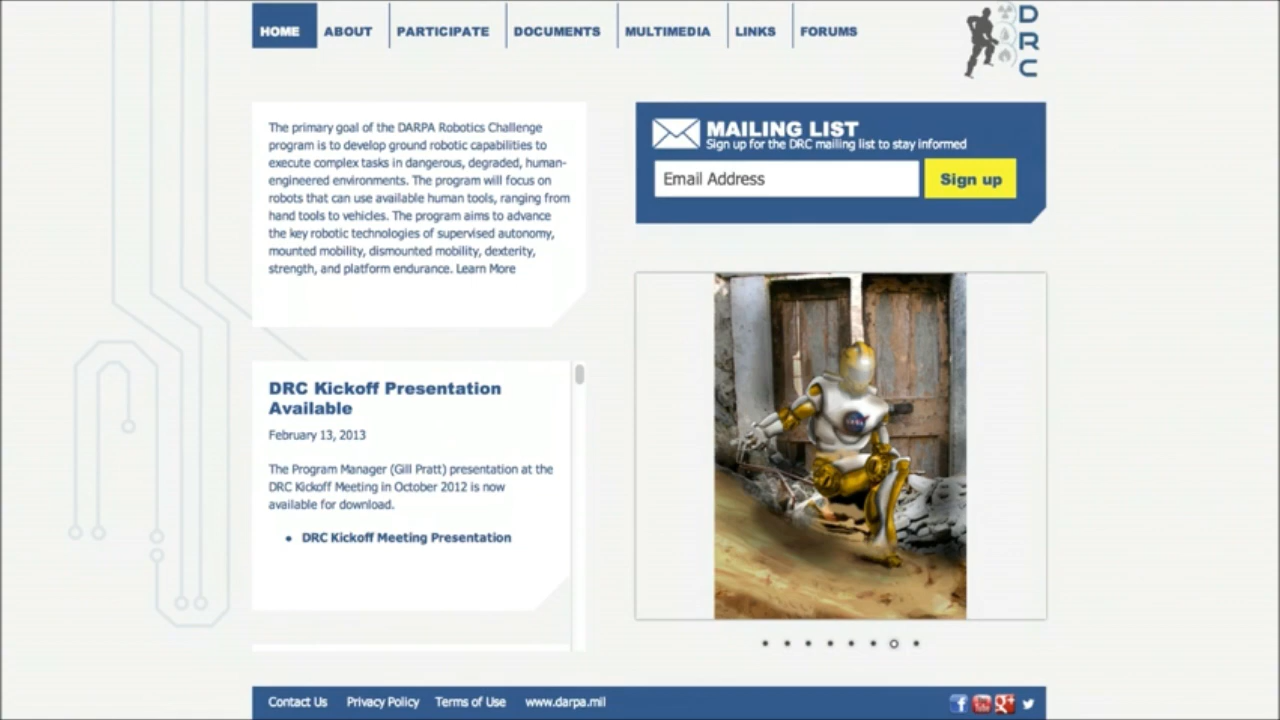 HOME ABOUT PARTICIPATE DOCUMENTS MULTIMEDIA LINKS FORUMS
D
R
C
The primary goal of the DARPA Robotics Challenge
program is to develop ground robotic capabilities to
execute complex tasks in dangerous, degraded, human-
engineered environments. The program will focus on
robots that can use available human tools, ranging from
hand tools to vehicles. The program aims to advance
the key robotic technologies of supervised autonomy,
mounted mobility, dismounted mobility, dexterity,
strength, and platform endurance. Learn More
MAILING LIST
Sign up for the DRC mailing list to stay informed
Email Address Sign up
DRC Kickoff Presentation
Available
February 13, 2013
The Program Manager (Gill Pratt) presentation at the
DRC Kickoff Meeting in October 2012 is now
available for download.
• DRC Kickoff Meeting Presentation
NASA
Contact Us Privacy Policy Terms of Use www.darpa.mil